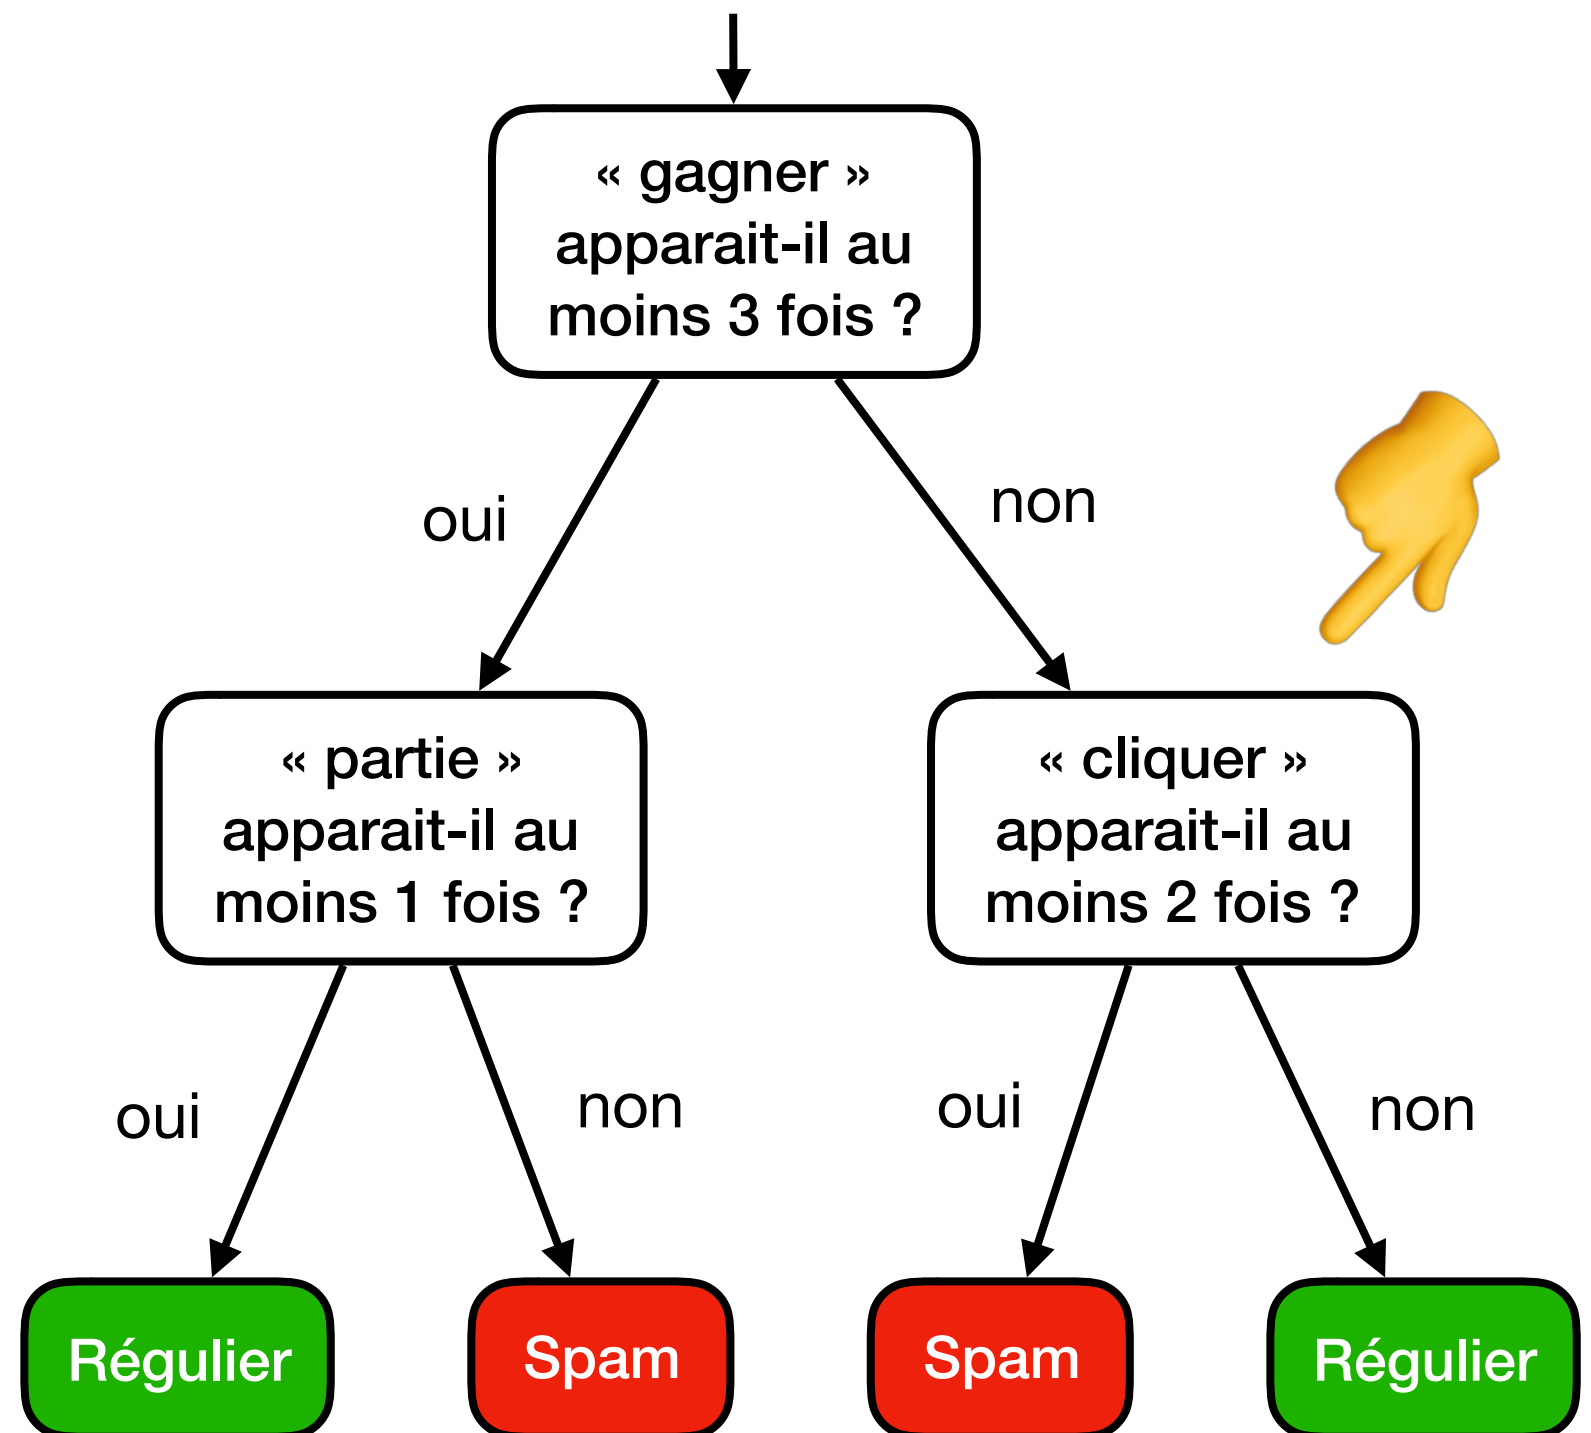 « gagner »
apparait-il au
moins 3 fois ?
oui
non
« partie »
apparait-il au
moins 1 fois ?
« cliquer »
apparait-il au
moins 2 fois ?
oui
non
oui
non
Régulier
Spam
Spam
Régulier